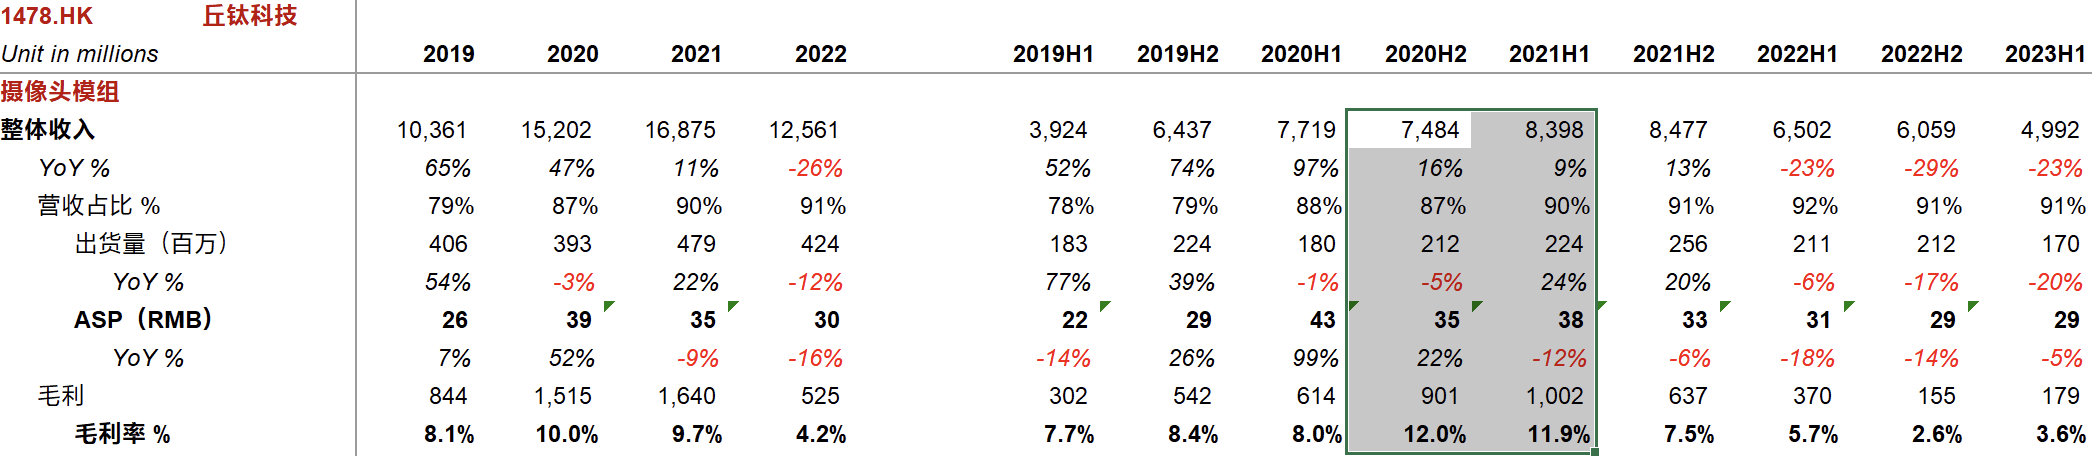 1478.HK 丘钛科技
Unit in millions 2019 2020 2021 2022 2019H1 2019H2 2020H1 2020H2 2021H1 2021H2 2022H1 2022H2 2023H1
摄像头模组
整体收入 10,361 15,202 16,875 12,561 3,924 6,437 7,719 7,484 8,398 8,477 6,502 6,059 4,992
YoY % 65% 47% 11% -26% 52% 74% 97% 16% 9% 13% -23% -29% -23%
营收占比 % 79% 87% 90% 91% 78% 79% 88% 87% 90% 91% 92% 91% 91%
出货量（百万） 406 393 479 424 183 224 180 212 224 256 211 212 170
YoY % 54% -3% 22% -12% 77% 39% -1% -5% 24% 20% -6% -17% -20%
ASP（RMB） 26 39 35 30 22 29 43 35 38 33 31 29 29
YoY % 7% 52% -9% -16% -14% 26% 99% 22% -12% -6% -18% -14% -5%
毛利 844 1,515 1,640 525 302 542 614 901 1,002 637 370 155 179
毛利率 % 8.1% 10.0% 9.7% 4.2% 7.7% 8.4% 8.0% 12.0% 11.9% 7.5% 5.7% 2.6% 3.6%